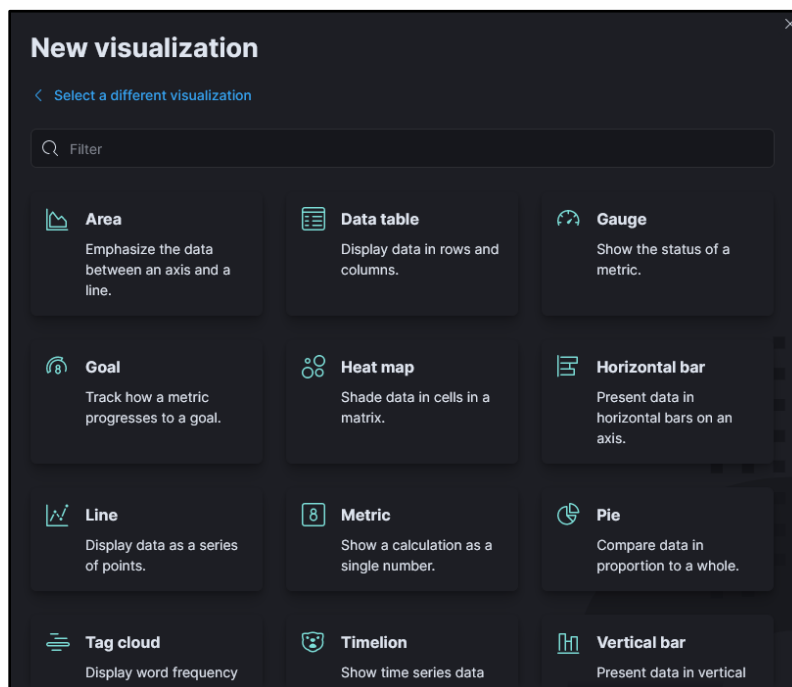 New visualization
Select a different visualization
Filter
Area
Emphasize the data
between an axis and a
line.
Data table
Display data in rows and
columns.
Gauge
Show the status of a
metric.
Goal
Track how a metric
progresses to a goal.
8
Heat map
Shade data in cells in a
matrix.
Horizontal bar
Present data in
horizontal bars on an
axis.
Line
Display data as a series
of points.
8
Metric
Show a calculation as a
single number.
Pie
Compare data in
proportion to a whole.
Tag cloud
Display word frequency
Timelion
Show time series data
Vertical bar
Present data in vertical